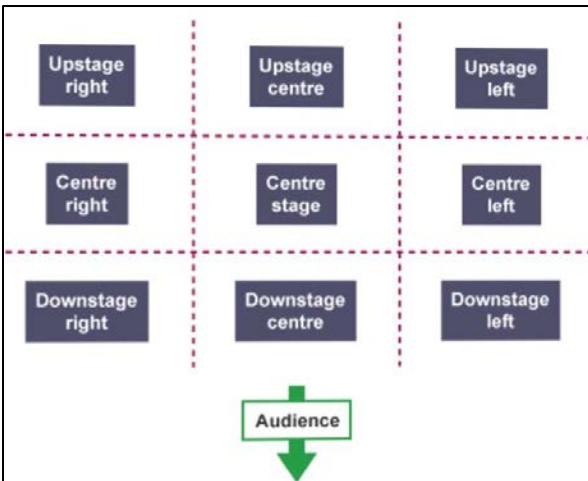 Upstage
right
Upstage
centre
Upstage
left
Centre
right
Centre
stage
Centre
left
Downstage
right
Downstage
centre
Downstage
left
Audience